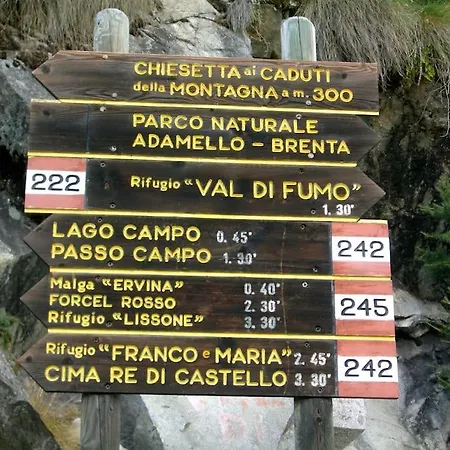 CHIESETTA ai CADUTI
della MONTAGNA a m. 300
PARCO NATURALE
ADAMELLO - BRENTA
222 Rifugio "VAL DI FUMO"
1.30'
LAGO CAMPO 0.45'
PASSO CAMPO 1.30'
242
Malga "ERVINA" 0.40'
FORCEL ROSSO 2.30'
Rifugio "LISSONE" 3.30'
245
Rifugio "FRANCO e MARIA" 2.45'
CIMA RE DI CASTELLO 3.30'
242